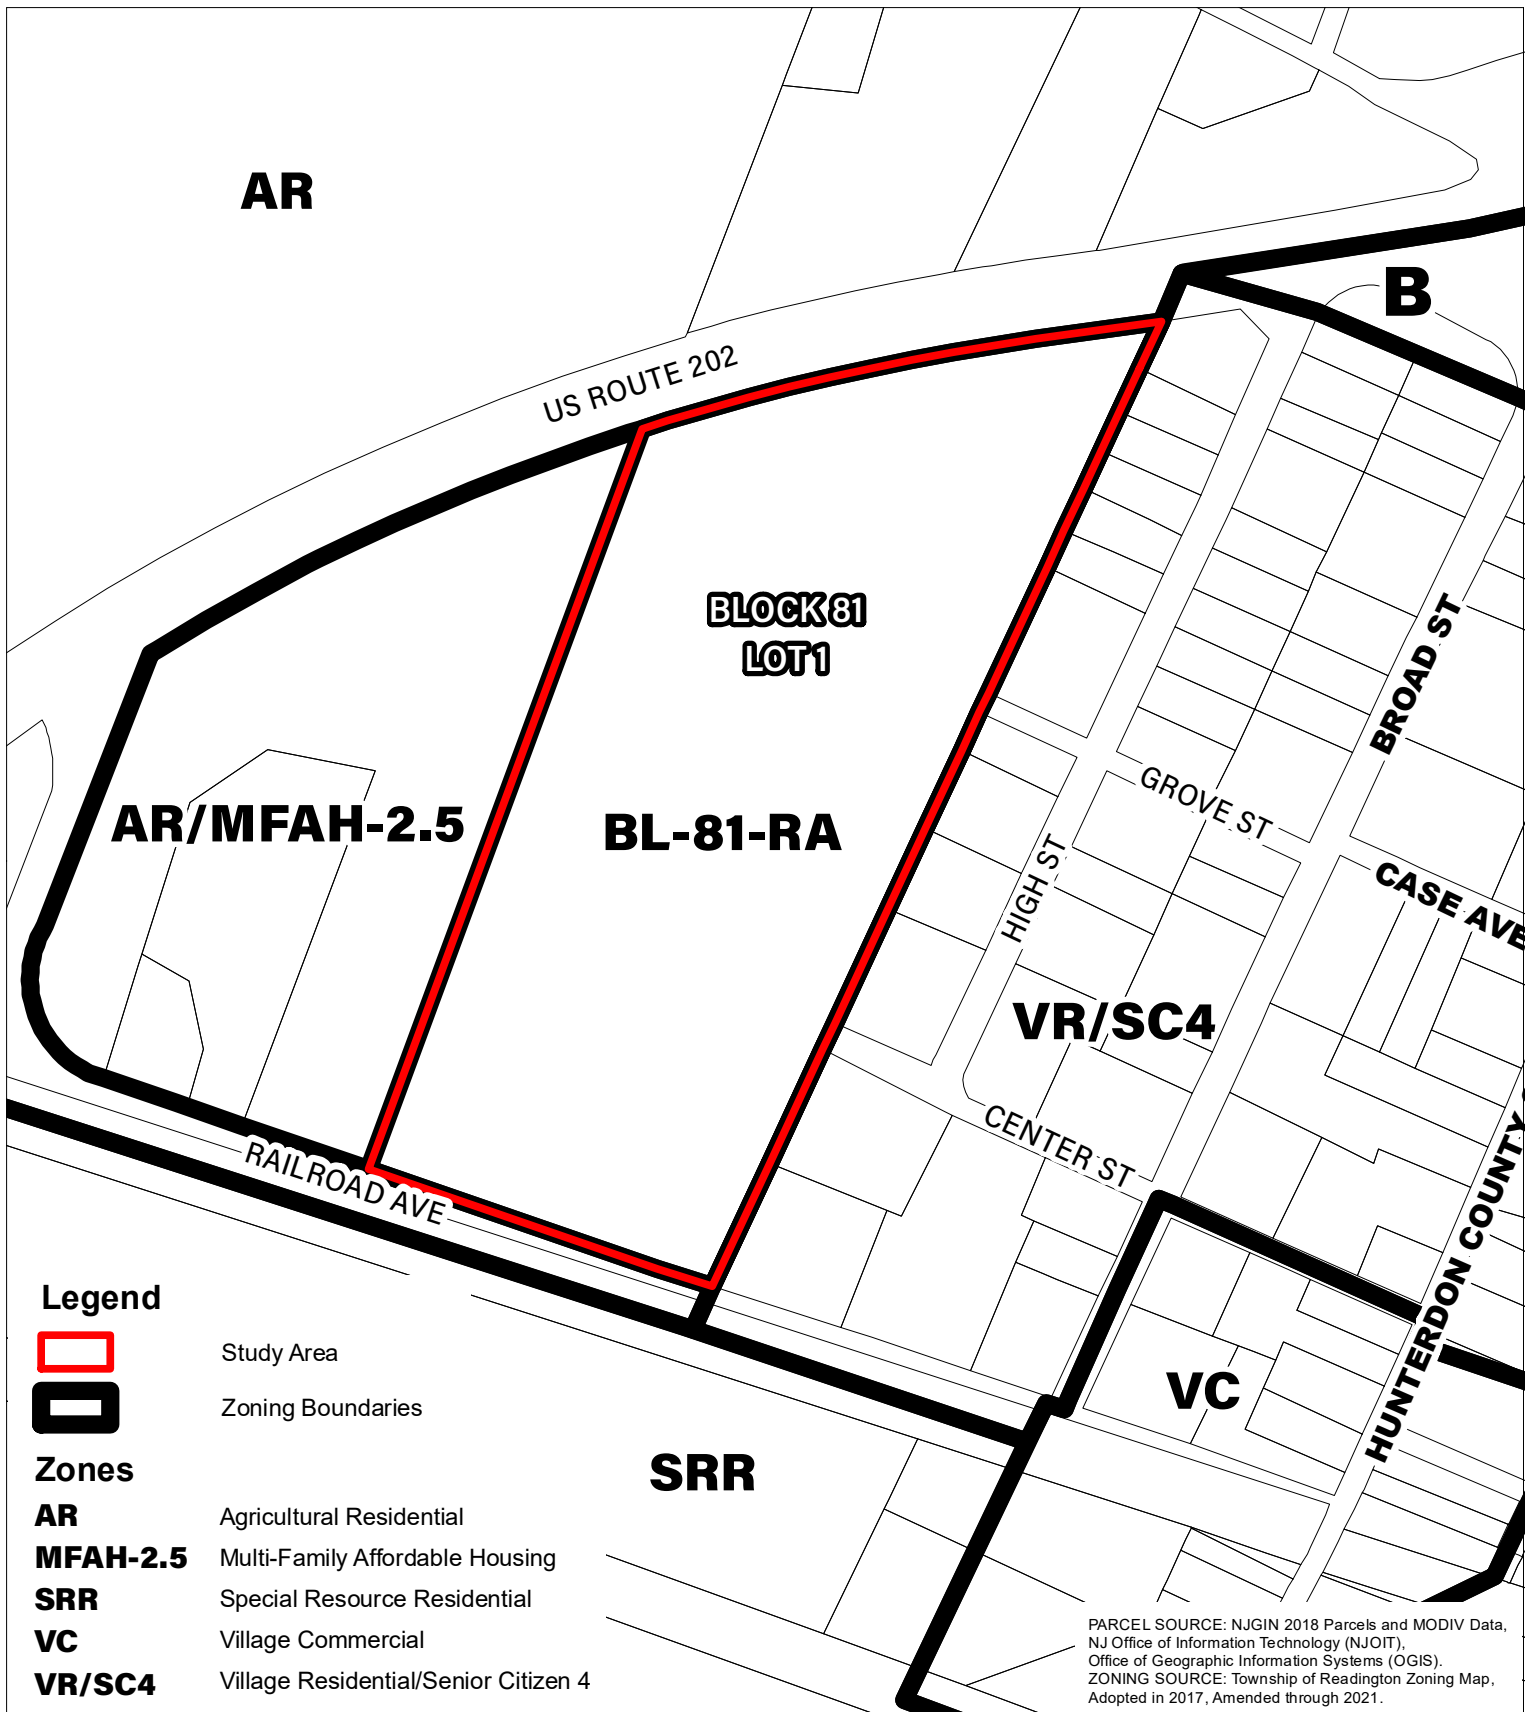 AR
B
US ROUTE 202
BLOCK 81
LOT 1
BROAD ST
GROVE ST
AR/MFAH-2.5
BL-81-RA
HIGH ST
CASE AVE
VR/SC4
CENTER ST
RAILROAD AVE
HUNTERDON COUNTY
VC
SRR
Legend
Study Area
Zoning Boundaries
Zones
AR Agricultural Residential
MFAH-2.5 Multi-Family Affordable Housing
SRR Special Resource Residential
VC Village Commercial
VR/SC4 Village Residential/Senior Citizen 4
PARCEL SOURCE: NJGIN 2018 Parcels and MODIV Data,
NJ Office of Information Technology (NJOIT),
Office of Geographic Information Systems (OGIS).
ZONING SOURCE: Township of Readington Zoning Map,
Adopted in 2017, Amended through 2021.